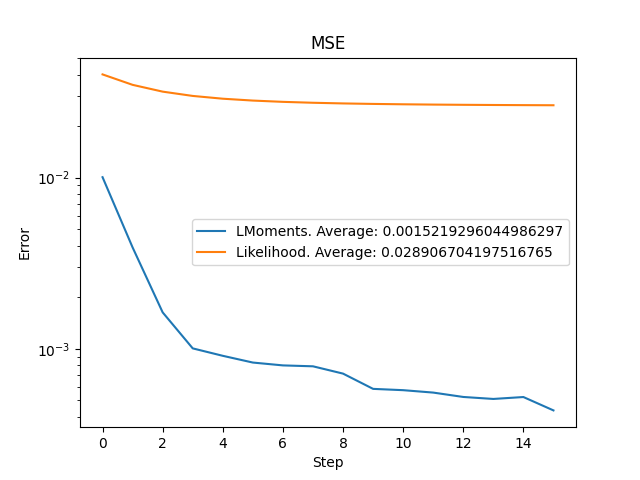 MSE
10−2
10−3
Error
LMoments. Average: 0.0015219296044986297
Likelihood. Average: 0.028906704197516765
0 2 4 6 8 10 12 14
Step